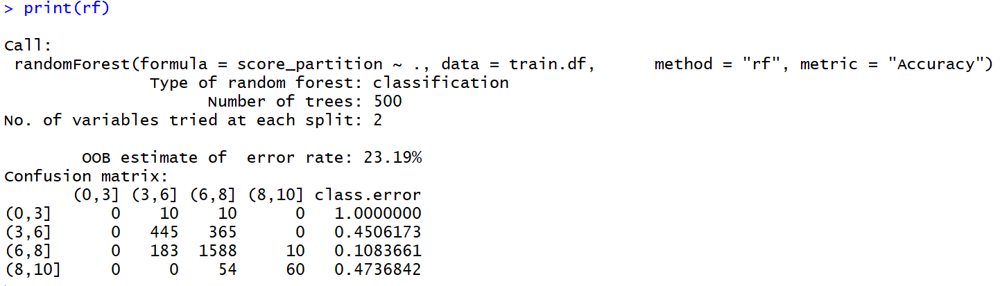 > print(rf)
Call:
randomForest(formula = score_partition ~ ., data = train.df, method = "rf", metric = "Accuracy")
Type of random forest: classification
Number of trees: 500
No. of variables tried at each split: 2
OOB estimate of error rate: 23.19%
Confusion matrix:
(0,3] (3,6] (6,8] (8,10] class.error
(0,3] 0 10 10 0 1.0000000
(3,6] 0 445 365 0 0.4506173
(6,8] 0 183 1588 10 0.1083661
(8,10] 0 0 54 60 0.4736842